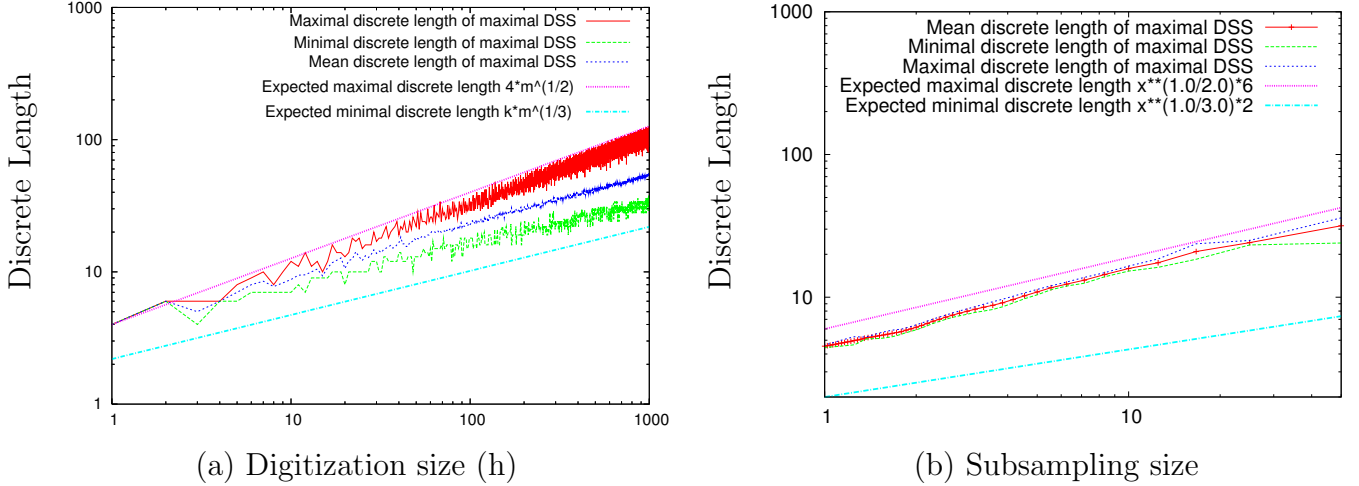 1000
100
10
1
Discrete Length
Maximal discrete length of maximal DSS
Minimal discrete length of maximal DSS
Mean discrete length of maximal DSS
Expected maximal discrete length 4*m^(1/2)
Expected minimal discrete length k*m^(1/3)
1 10 100 1000
(a) Digitization size (h)
1000
100
10
Discrete Length
Mean discrete length of maximal DSS
Minimal discrete length of maximal DSS
Maximal discrete length of maximal DSS
Expected maximal discrete length x**(1.0/2.0)*6
Expected minimal discrete length x**(1.0/3.0)*2
1 10
(b) Subsampling size